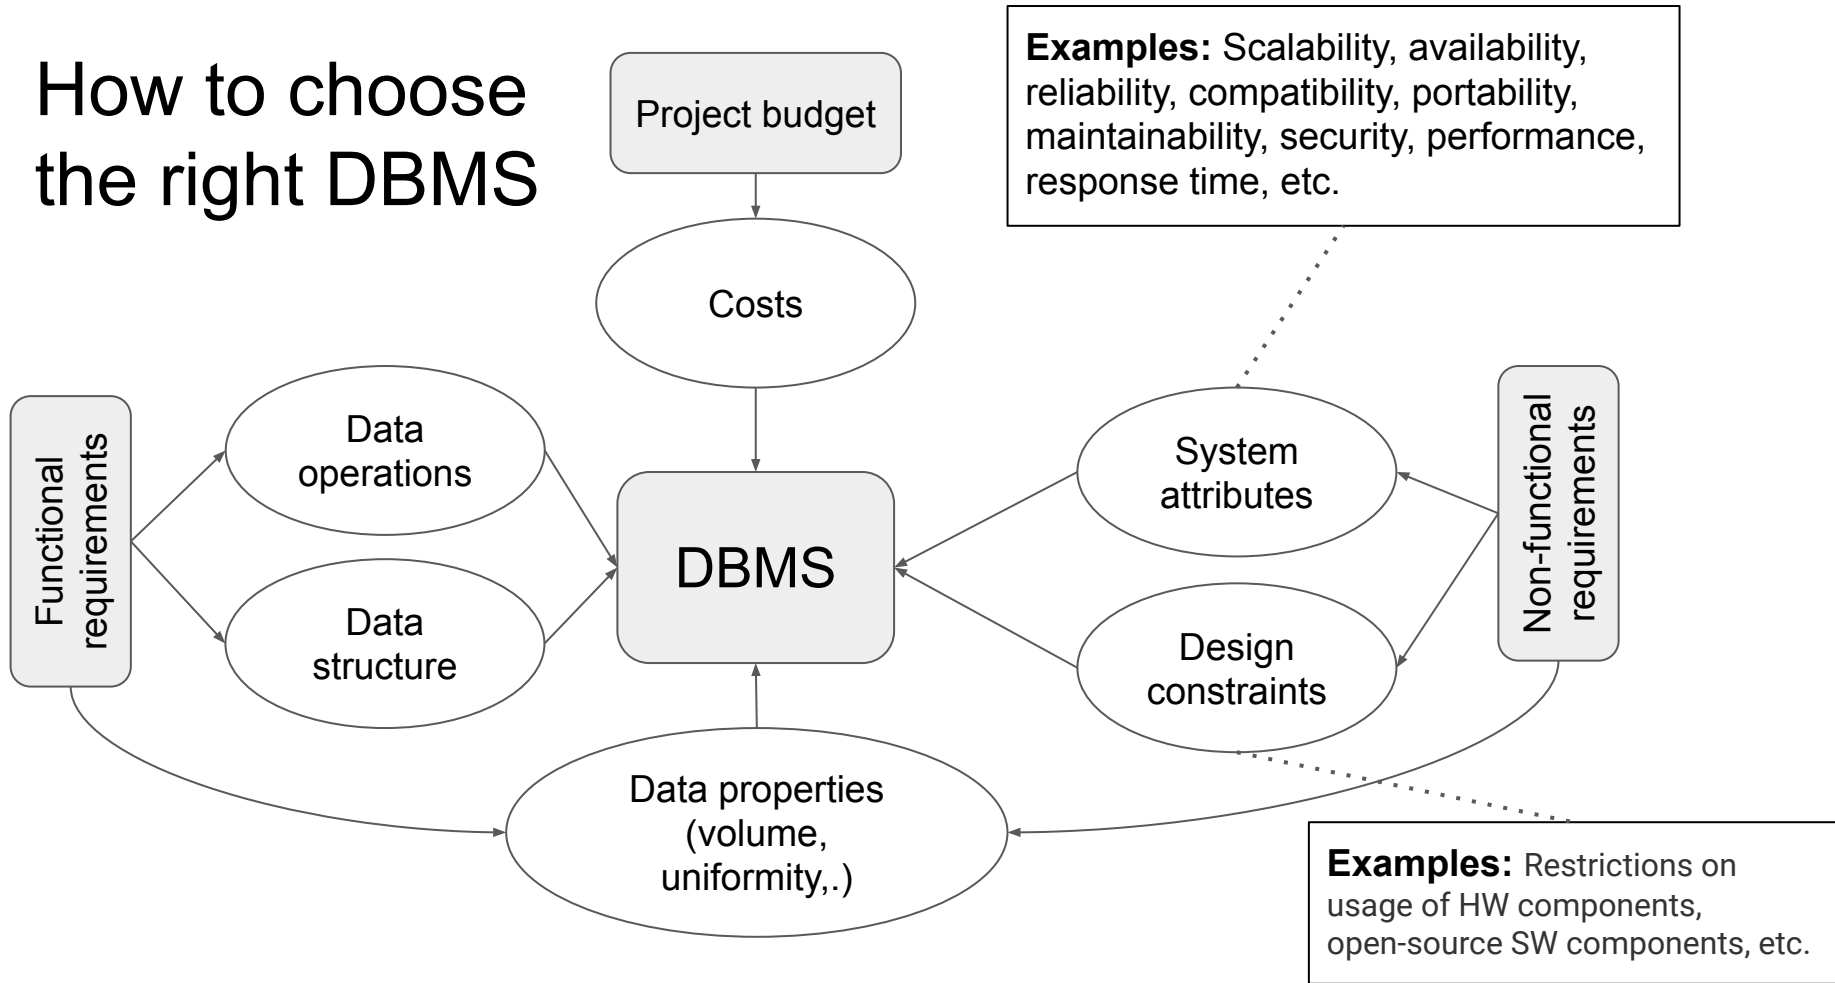 How to choose
the right DBMS
Project budget
Examples: Scalability, availability,
reliability, compatibility, portability,
maintainability, security, performance,
response time, etc.
Costs
Functional
requirements
Data
operations
Data
structure
DBMS
System
attributes
Design
constraints
Non-functional
requirements
Data properties
(volume,
uniformity,.)
Examples: Restrictions on
usage of HW components,
open-source SW components, etc.